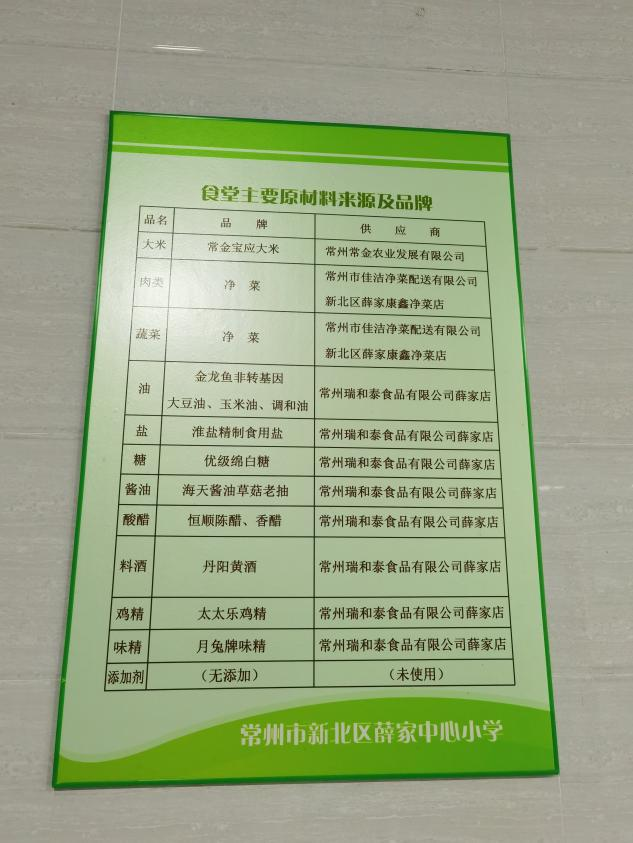 食堂主要原材料来源及品牌
品名 品 牌 供 应 商
大米 常金宝应大米 常州常金农业发展有限公司
肉类 净 菜 常州市佳洁净菜配送有限公司
新北区薛家康鑫净菜店
蔬菜 净 菜 常州市佳洁净菜配送有限公司
新北区薛家康鑫净菜店
油 金龙鱼非转基因
大豆油、玉米油、调和油 常州瑞和泰食品有限公司薛家店
盐 淮盐精制食用盐 常州瑞和泰食品有限公司薛家店
糖 优级绵白糖 常州瑞和泰食品有限公司薛家店
酱油 海天酱油草菇老抽 常州瑞和泰食品有限公司薛家店
酸醋 恒顺陈醋、香醋 常州瑞和泰食品有限公司薛家店
料酒 丹阳黄酒 常州瑞和泰食品有限公司薛家店
鸡精 太太乐鸡精 常州瑞和泰食品有限公司薛家店
味精 月兔牌味精 常州瑞和泰食品有限公司薛家店
添加剂 （无添加） （未使用）
常州市新北区薛家中心小学